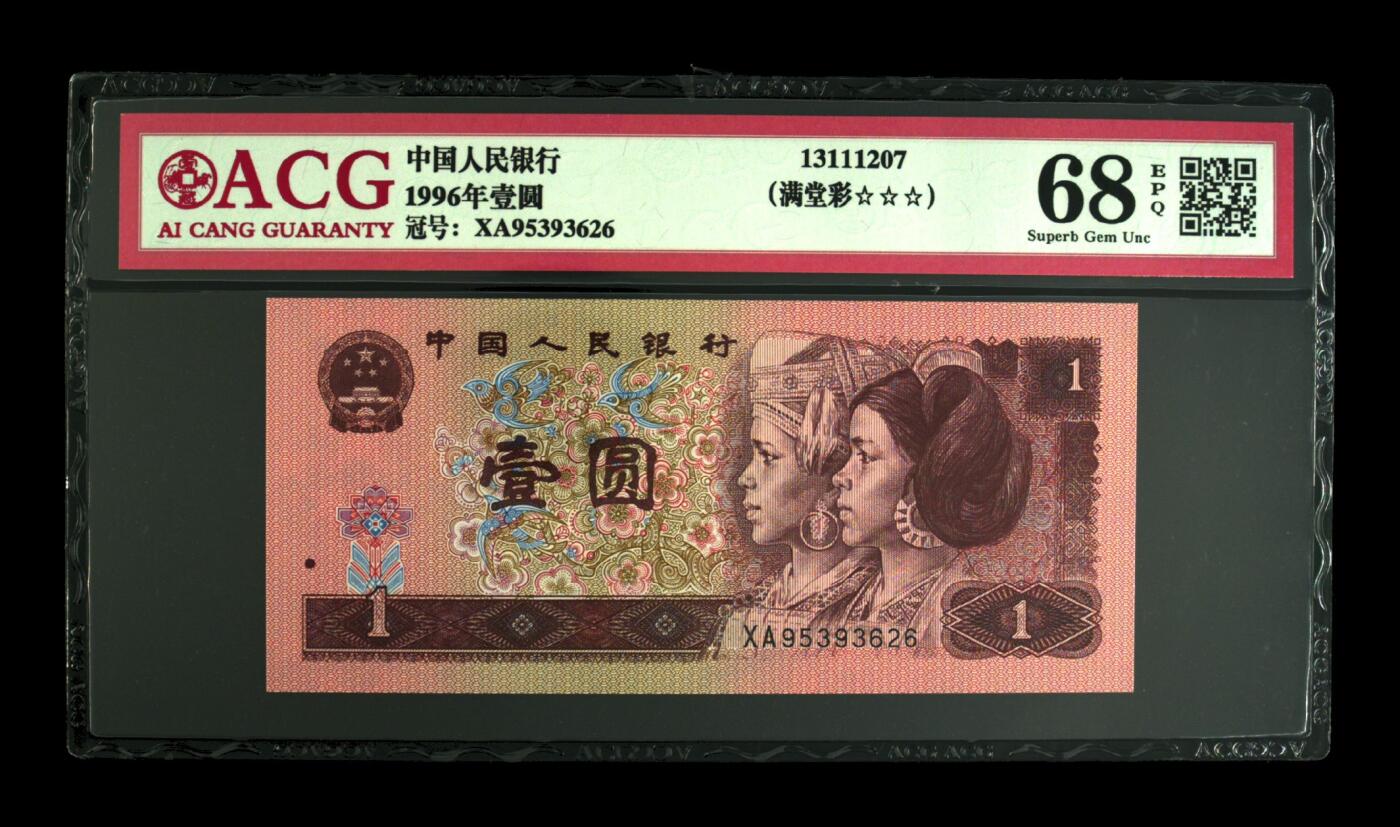 ACG
AI CANG GUARANTY
中国人民银行
1996年壹圆
冠号：XA95393626
13111207
（满堂彩☆☆☆）
68
EPQ
Superb Gem Unc
中国人民银行
1
壹圆
1
XA95393626
1